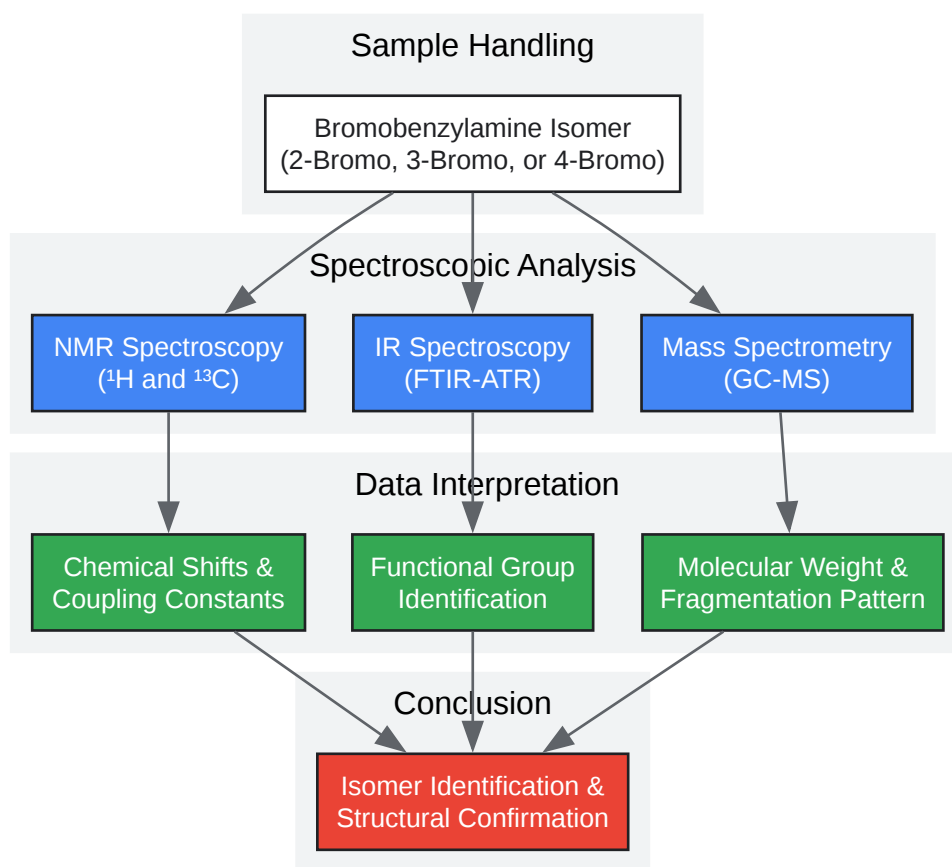 Sample Handling
Bromobenzylamine Isomer
(2-Bromo, 3-Bromo, or 4-Bromo)
Spectroscopic Analysis
NMR Spectroscopy
(¹H and ¹³C)
IR Spectroscopy
(FTIR-ATR)
Mass Spectrometry
(GC-MS)
Data Interpretation
Chemical Shifts &
Coupling Constants
Functional Group
Identification
Molecular Weight &
Fragmentation Pattern
Conclusion
Isomer Identification &
Structural Confirmation